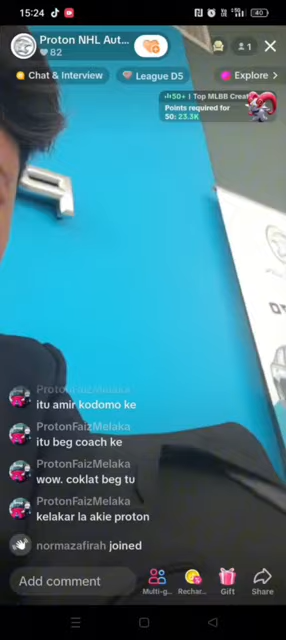 15:24
40
Proton NHL Aut...
82
1
Chat & Interview
League D5
Explore >
50+ | Top MLBB Creat
Points required for
50: 23.3K
ProtonFaizMelaka
itu amir kodomo ke
ProtonFaizMelaka
itu beg coach ke
ProtonFaizMelaka
wow. coklat beg tu
ProtonFaizMelaka
kelakar la akie proton
normazafirah joined
Add comment
Multi-g...
Rechar...
Gift
Share